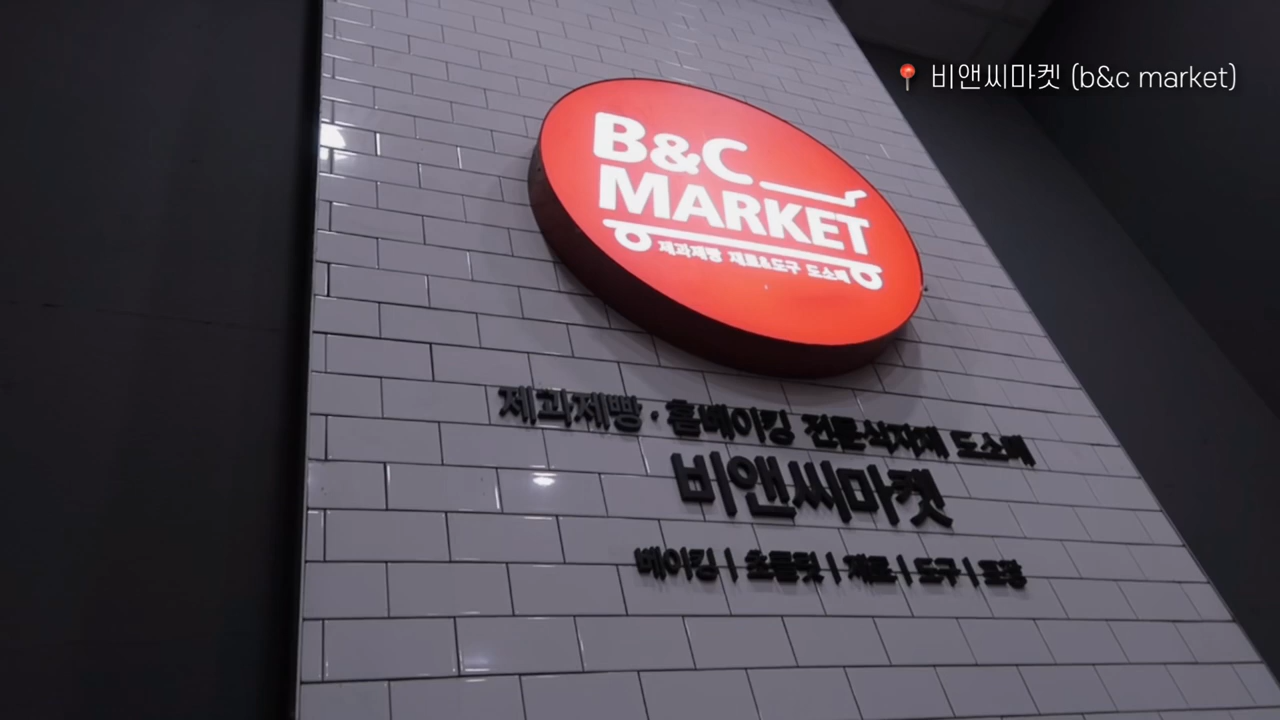 📍 비앤씨마켓 (b&c market)
B&C
MARKET
제과제빵 재료&도구 도소매
제과제빵 · 홈베이킹 전문식자재 도소매
비앤씨마켓
베이킹 | 초콜릿 | 재료 | 도구 | 포장